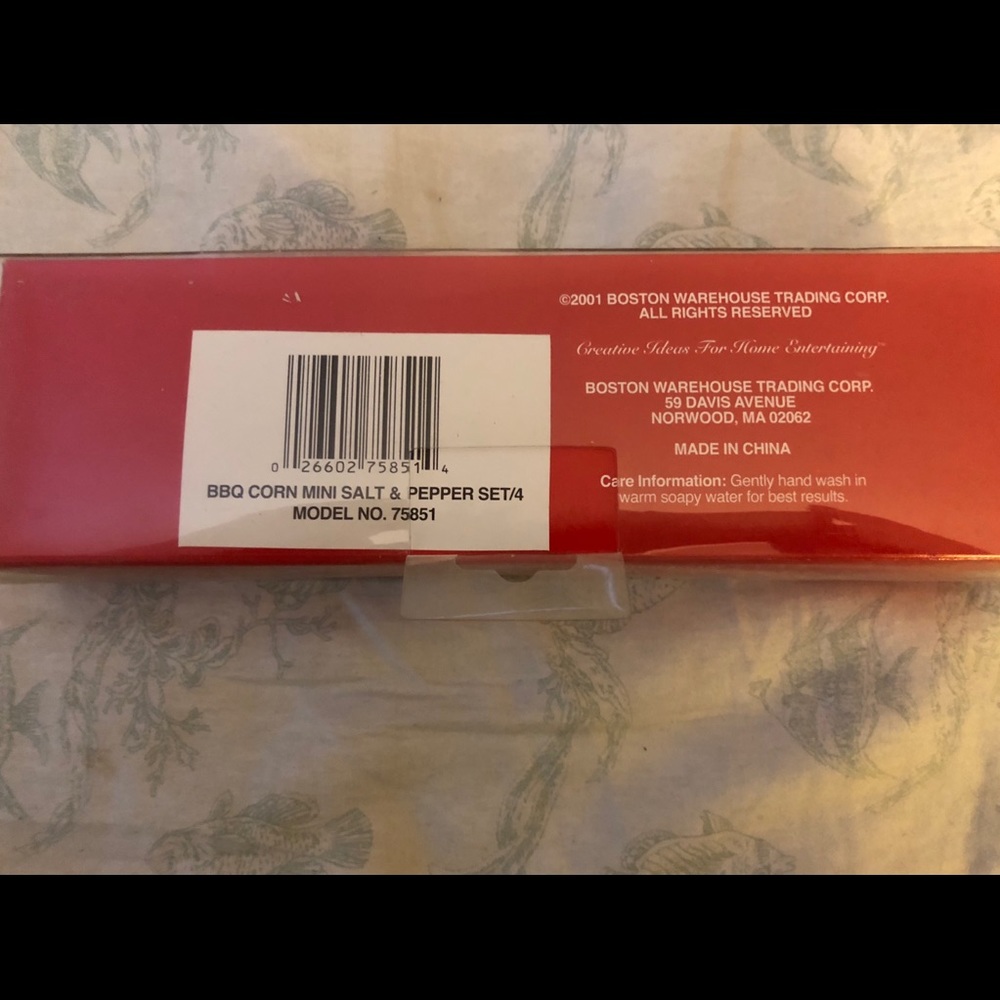 0 26602 75851 4
BBQ CORN MINI SALT & PEPPER SET/4
MODEL NO. 75851
©2001 BOSTON WAREHOUSE TRADING CORP.
ALL RIGHTS RESERVED
Creative Ideas For Home Entertaining™
BOSTON WAREHOUSE TRADING CORP.
59 DAVIS AVENUE
NORWOOD, MA 02062
MADE IN CHINA
Care Information: Gently hand wash in
warm soapy water for best results.